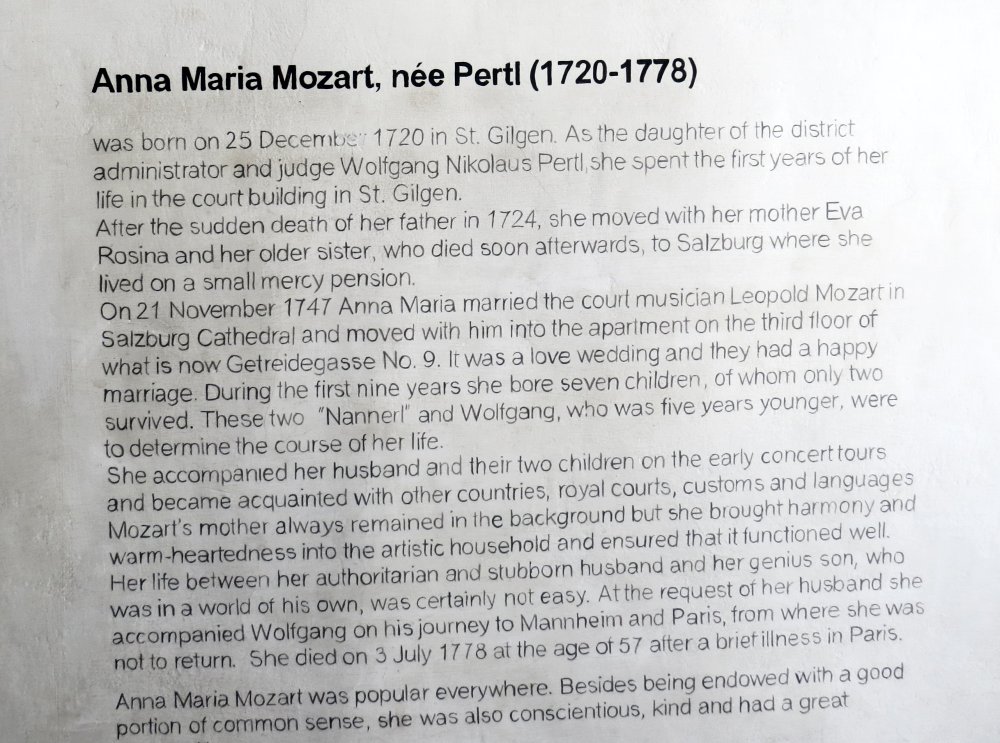 Anna Maria Mozart, née Pertl (1720-1778)
was born on 25 December 1720 in St. Gilgen. As the daughter of the district
administrator and judge Wolfgang Nikolaus Pertl, she spent the first years of her
life in the court building in St. Gilgen.
After the sudden death of her father in 1724, she moved with her mother Eva
Rosina and her older sister, who died soon afterwards, to Salzburg where she
lived on a small mercy pension.
On 21 November 1747 Anna Maria married the court musician Leopold Mozart in
Salzburg Cathedral and moved with him into the apartment on the third floor of
what is now Getreidegasse No. 9. It was a love wedding and they had a happy
marriage. During the first nine years she bore seven children, of whom only two
survived. These two "Nannerl" and Wolfgang, who was five years younger, were
to determine the course of her life.
She accompanied her husband and their two children on the early concert tours
and became acquainted with other countries, royal courts, customs and languages
Mozart's mother always remained in the background but she brought harmony and
warm-heartedness into the artistic household and ensured that it functioned well.
Her life between her authoritarian and stubborn husband and her genius son, who
was in a world of his own, was certainly not easy. At the request of her husband she
accompanied Wolfgang on his journey to Mannheim and Paris, from where she was
not to return. She died on 3 July 1778 at the age of 57 after a brief illness in Paris.
Anna Maria Mozart was popular everywhere. Besides being endowed with a good
portion of common sense, she was also conscientious, kind and had a great